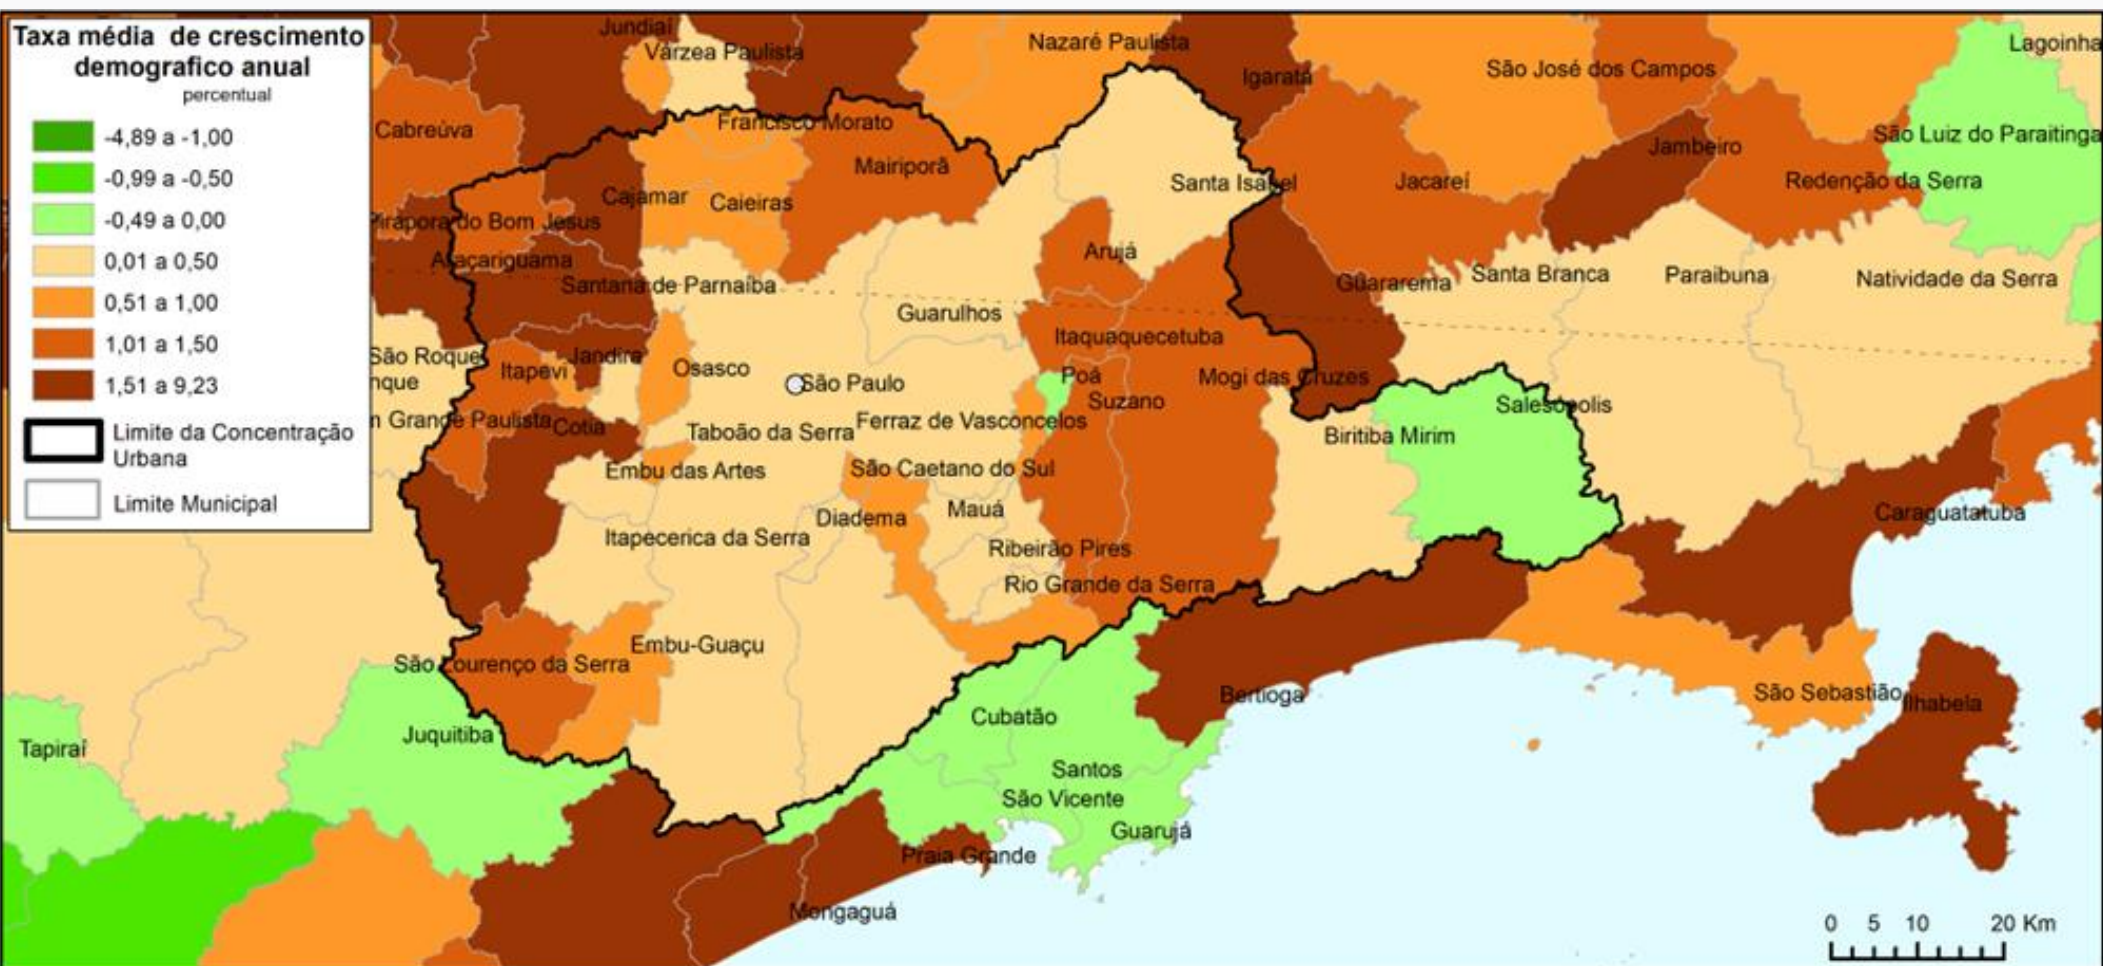 Taxa média de crescimento
demografico anual
percentual
-4,89 a -1,00
-0,99 a -0,50
-0,49 a 0,00
0,01 a 0,50
0,51 a 1,00
1,01 a 1,50
1,51 a 9,23
Limite da Concentração
Urbana
Limite Municipal
Jundiaí
Várzea Paulista
Nazaré Paulista
Igaratá
São José dos Campos
Lagoinha
Cabreúva
Francisco Morato
Mairiporã
Jambeiro
São Luiz do Paraitinga
Cajamar
Caieiras
Santa Isabel
Jacareí
Redenção da Serra
Pirapora do Bom Jesus
Araçariguama
Santana de Parnaíba
Arujá
Guararema
Santa Branca
Paraibuna
Natividade da Serra
Guarulhos
Itaquaquecetuba
São Roque
nque
Itapevi
Jandira
Osasco
São Paulo
Poá
Mogi das Cruzes
Suzano
Salesópolis
m Grande Paulista
Cotia
Taboão da Serra
Ferraz de Vasconcelos
Biritiba Mirim
Embu das Artes
São Caetano do Sul
Diadema
Mauá
Caraguatatuba
Itapecerica da Serra
Ribeirão Pires
Rio Grande da Serra
São Lourenço da Serra
Embu-Guaçu
Bertioga
São Sebastião
Ilhabela
Tapiraí
Juquitiba
Cubatão
Santos
São Vicente
Guarujá
Praia Grande
Mongaguá
0 5 10 20 Km